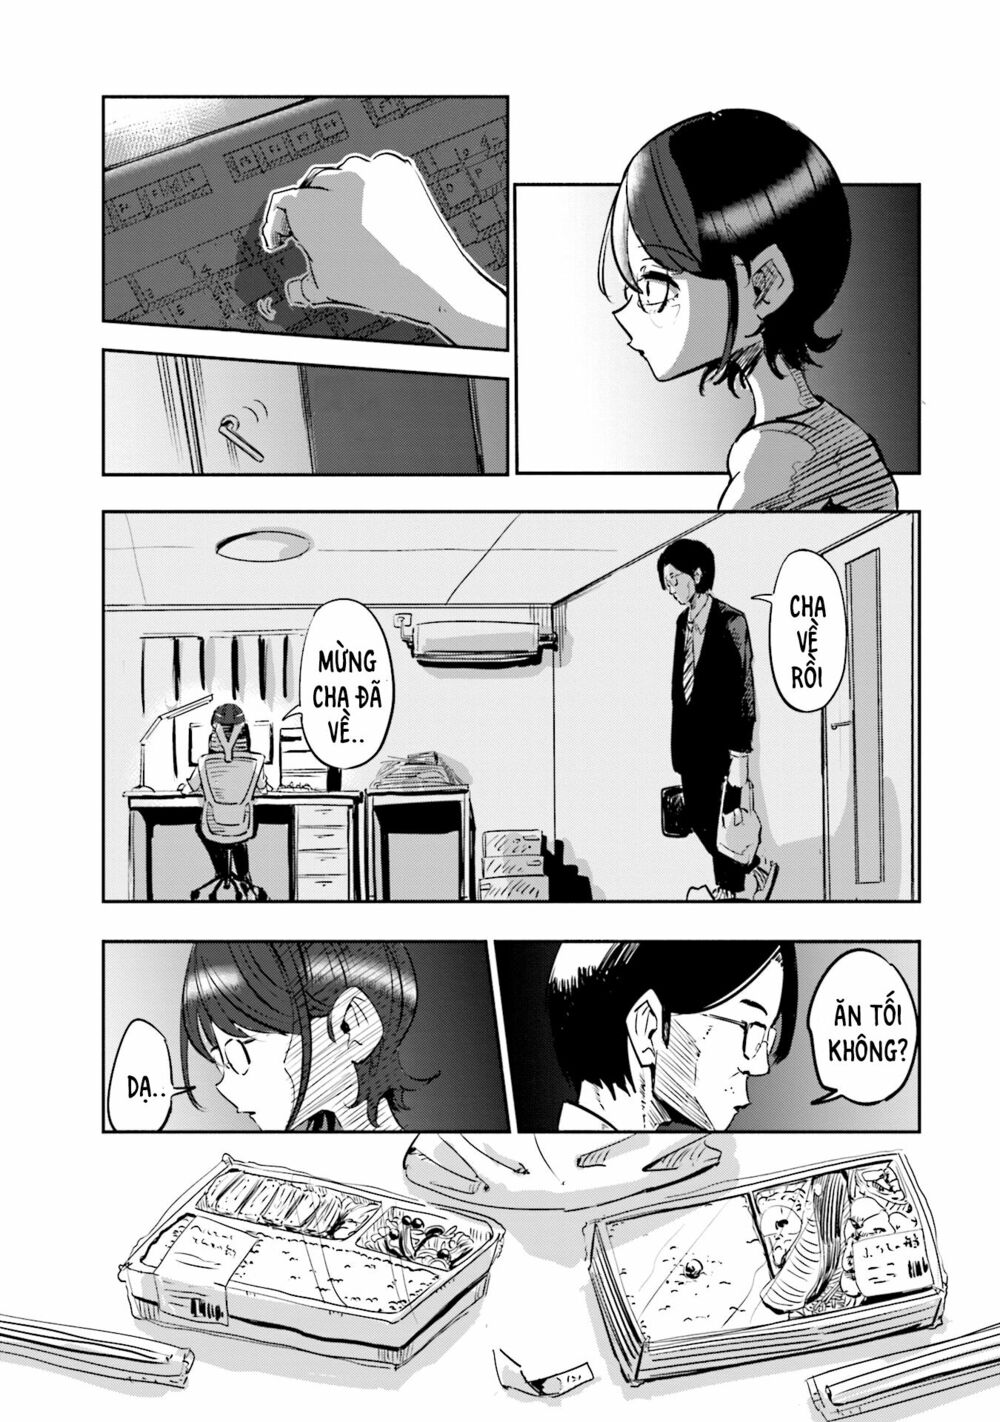 CHA
VỀ
RỒI
MỪNG
CHA ĐÃ
VỀ..
ĂN TỐI
KHÔNG?
DẠ..